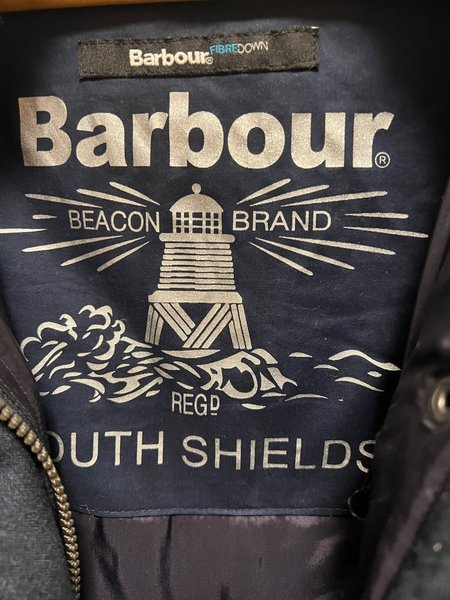 Barbour® FIBREDOWN
Barbour®
BEACON BRAND
REGD
OUTH SHIELDS